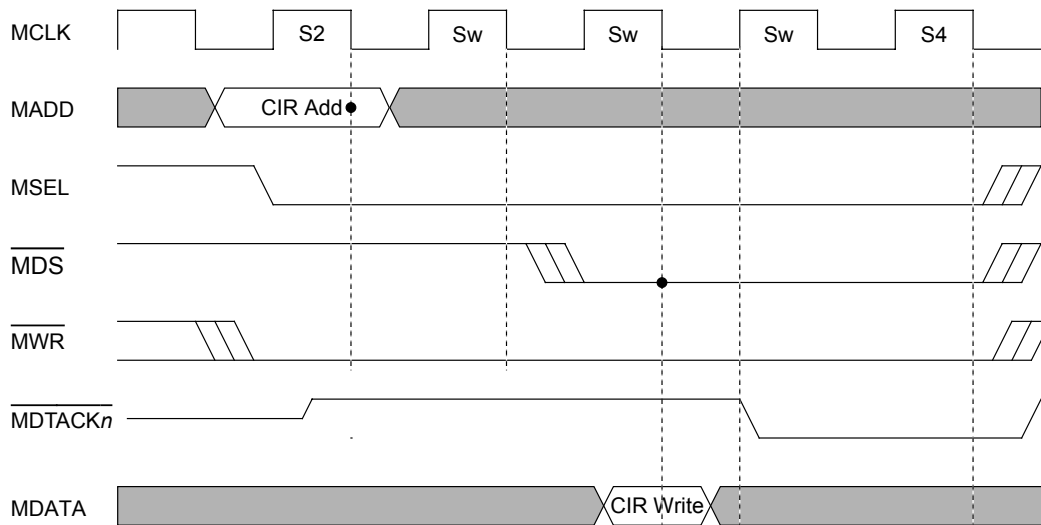 MCLK S2 Sw Sw Sw S4
MADD CIR Add
MSEL
MDS
MWR
MDTACKn
MDATA CIR Write